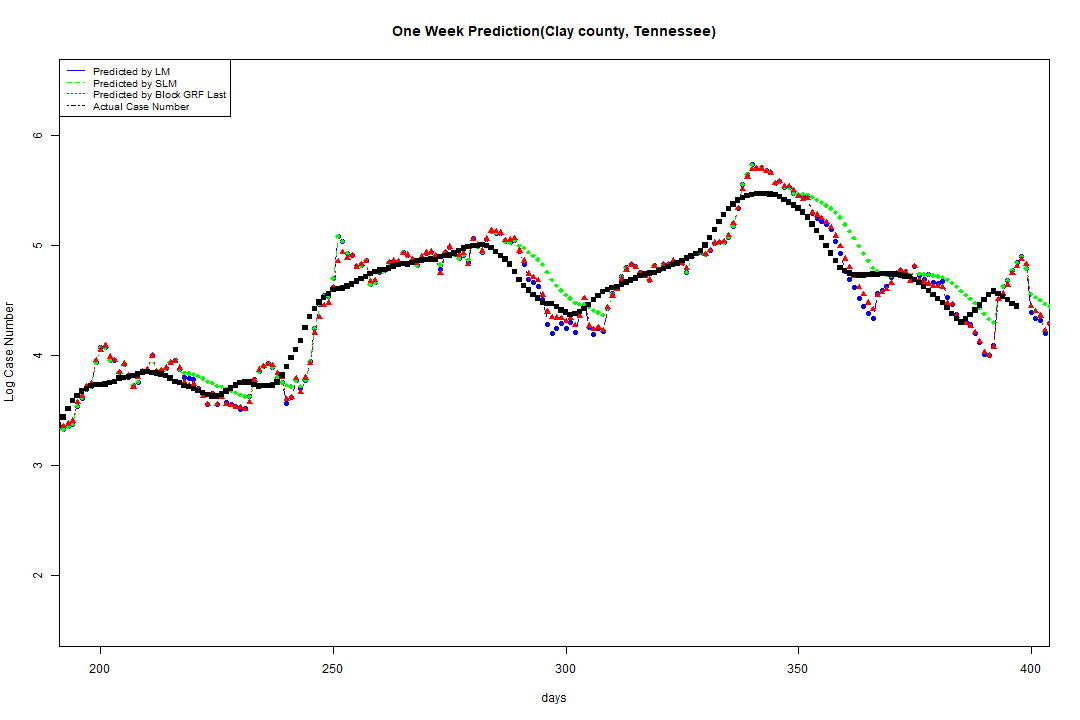 One Week Prediction(Clay county, Tennessee)
Predicted by LM
Predicted by SLM
Predicted by Block GRF Last
Actual Case Number
Log Case Number
6
5
4
3
2
200 250 300 350 400
days